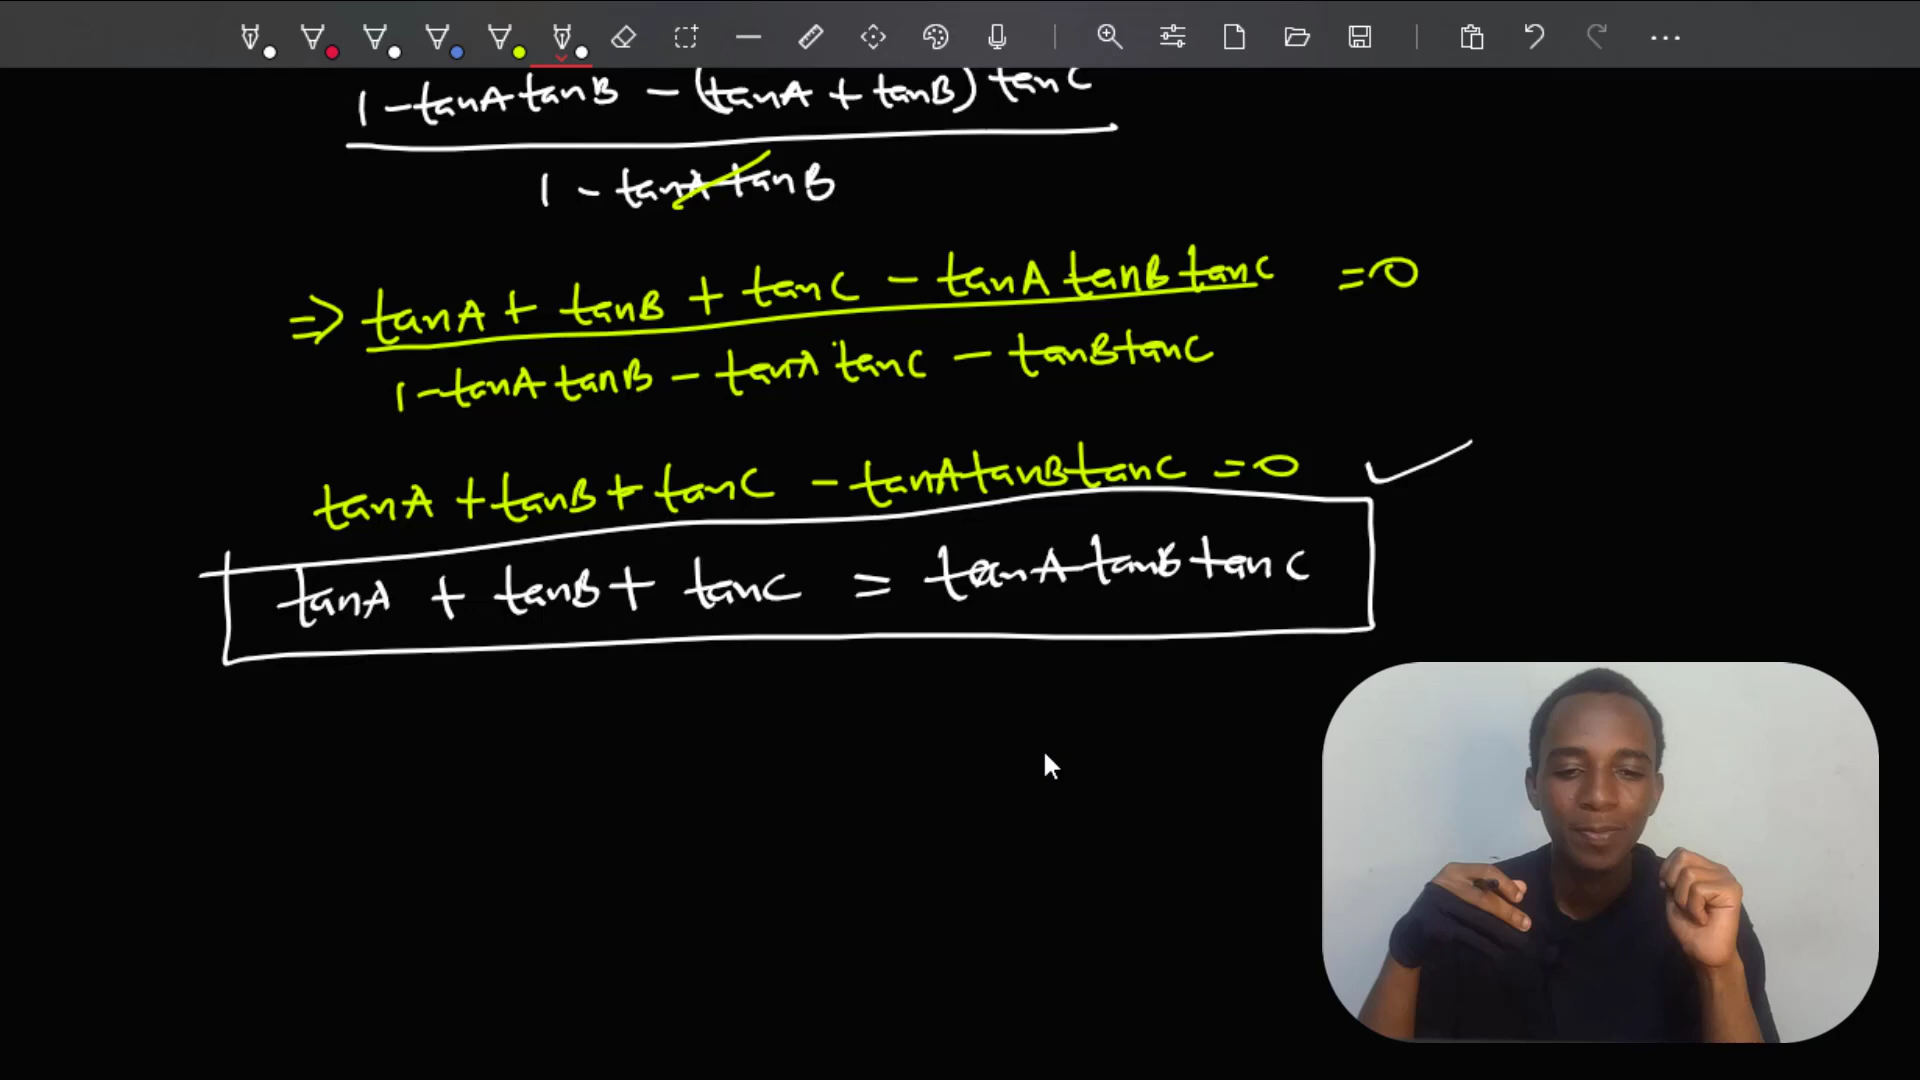 1 - tanA tanB - (tanA + tanB) tanC
1 - tanA tanB
=> tanA + tanB + tanC - tanA tanB tanC = 0
1 - tanA tanB - tanA tanC - tanB tanC
tanA + tanB + tanC - tanA tanB tanC = 0
tanA + tanB + tanC = tanA tanB tanC